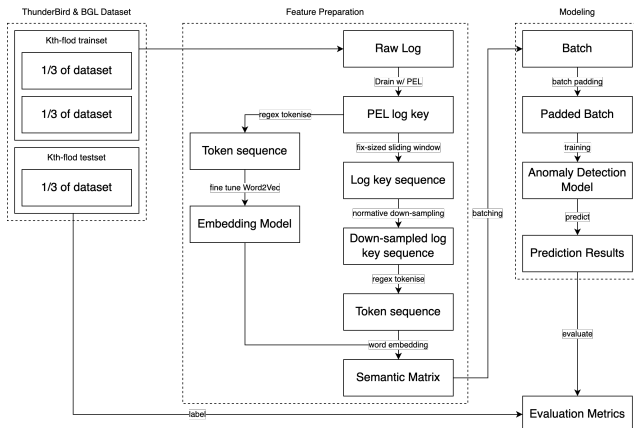 ThunderBird & BGL Dataset
Feature Preparation
Modeling
Kth-flod trainset
1/3 of dataset
1/3 of dataset
Kth-flod testset
1/3 of dataset
Raw Log
Drain w/ PEL
PEL log key
regex tokenise
Token sequence
fine tune Word2Vec
Embedding Model
fix-sized sliding window
Log key sequence
normative down-sampling
Down-sampled log
key sequence
regex tokenise
Token sequence
word embedding
Semantic Matrix
batching
Batch
batch padding
Padded Batch
training
Anomaly Detection
Model
predict
Prediction Results
evaluate
Evaluation Metrics
label